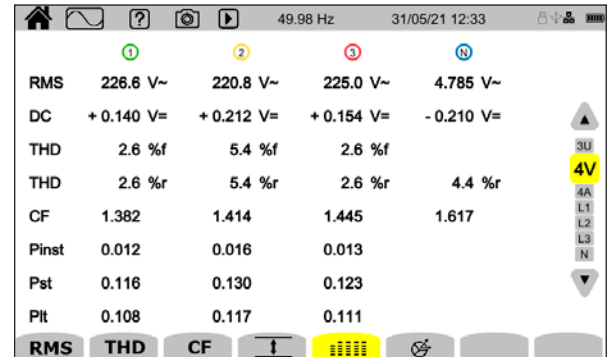 ? 49.98 Hz 31/05/21 12:33
1 2 3 N
RMS 226.6 V~ 220.8 V~ 225.0 V~ 4.785 V~
DC + 0.140 V= + 0.212 V= + 0.154 V= - 0.210 V=
THD 2.6 %f 5.4 %f 2.6 %f
THD 2.6 %r 5.4 %r 2.6 %r 4.4 %r
CF 1.382 1.414 1.445 1.617
Pinst 0.012 0.016 0.013
Pst 0.116 0.130 0.123
Plt 0.108 0.117 0.111
3U
4V
4A
L1
L2
L3
N
RMS THD CF